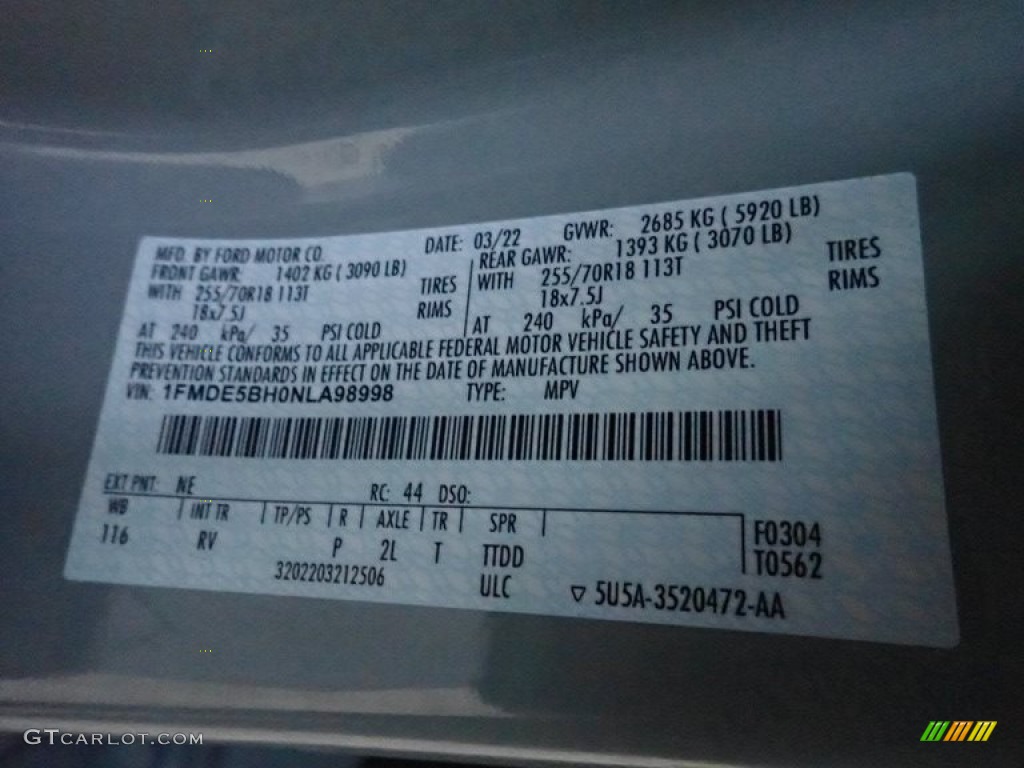 MFD. BY FORD MOTOR CO. DATE: 03/22 GVWR: 2685 KG ( 5920 LB)
FRONT GAWR: 1402 KG ( 3090 LB) REAR GAWR: 1393 KG ( 3070 LB)
WITH 255/70R18 113T TIRES WITH 255/70R18 113T TIRES
18x7.5J RIMS 18x7.5J RIMS
AT 240 kPa/ 35 PSI COLD AT 240 kPa/ 35 PSI COLD
THIS VEHICLE CONFORMS TO ALL APPLICABLE FEDERAL MOTOR VEHICLE SAFETY AND THEFT
PREVENTION STANDARDS IN EFFECT ON THE DATE OF MANUFACTURE SHOWN ABOVE.
VIN: 1FMDE5BH0NLA98998 TYPE: MPV
EXT PNT: NE RC: 44 DSO:
WB INT TR TP/PS R AXLE TR SPR F0304
116 RV P 2L T TTDD T0562
3202203212506 ULC ▽ 5U5A-3520472-AA
GTCARLOT.COM